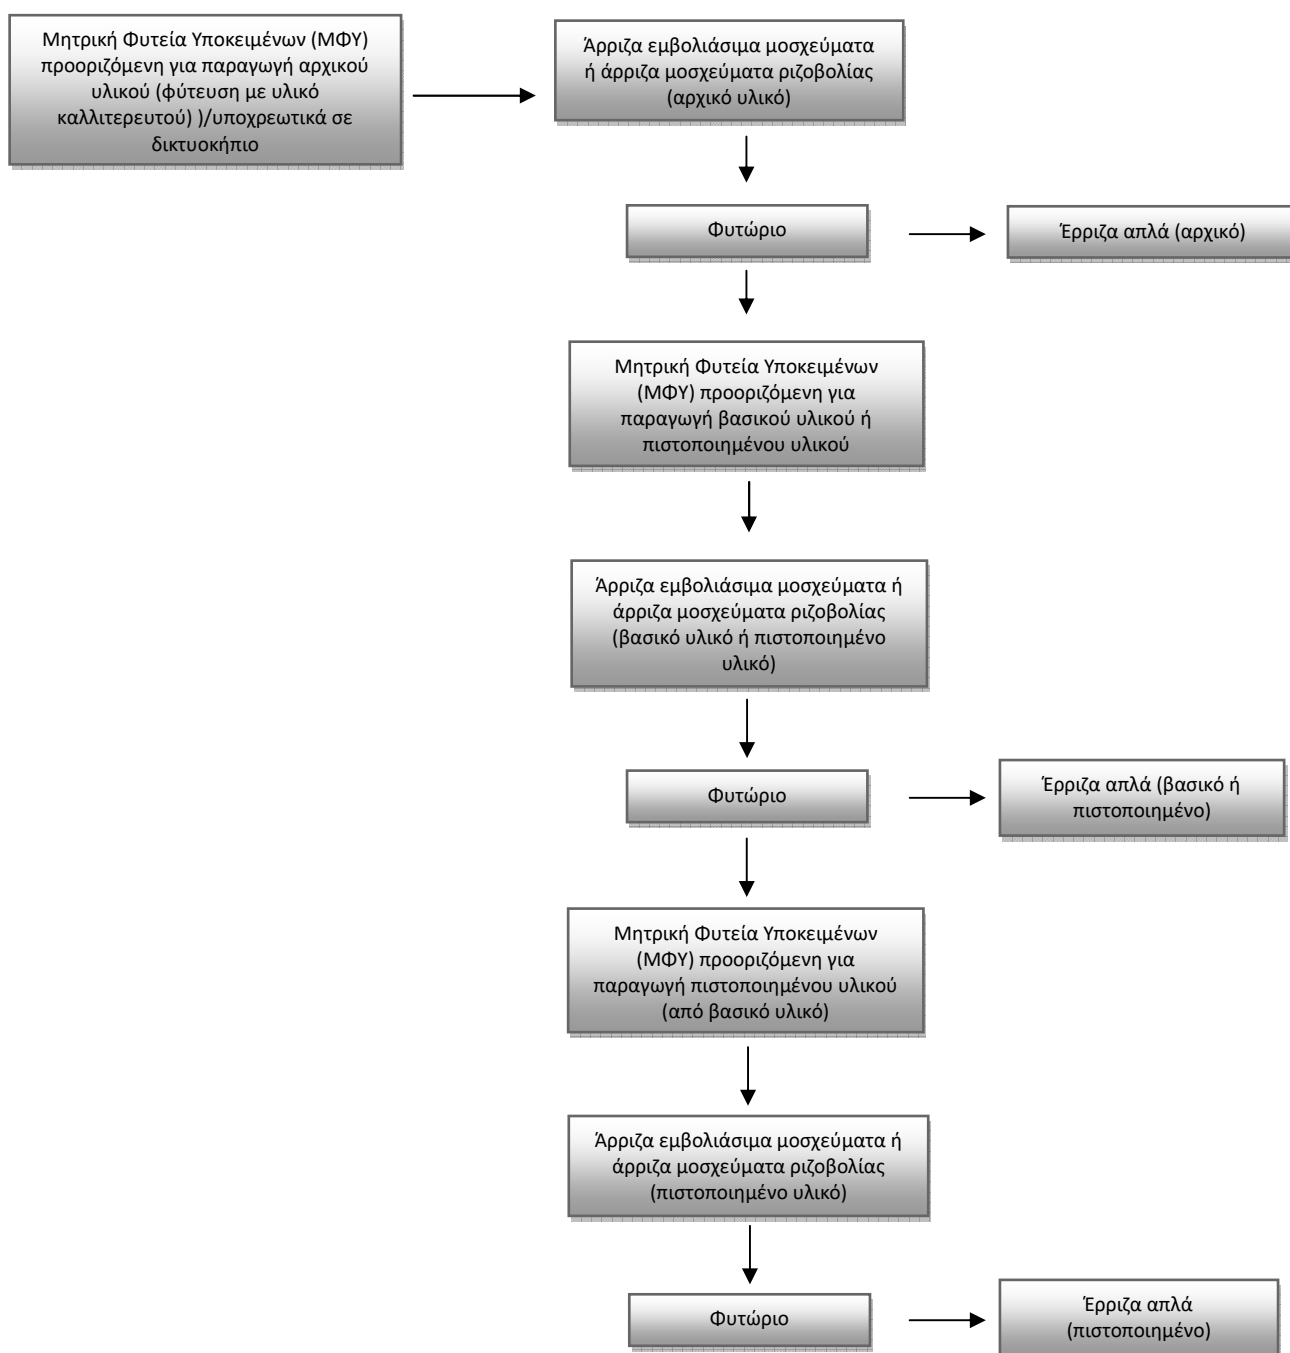 Μητρική Φυτεία Υποκειμένων (ΜΦΥ)
προοριζόμενη για παραγωγή αρχικού
υλικού (φύτευση με υλικό
καλλιτερευτού) )/υποχρεωτικά σε
δικτυοκήπιο
Άρριζα εμβολιάσιμα μοσχεύματα
ή άρριζα μοσχεύματα ριζοβολίας
(αρχικό υλικό)
Φυτώριο
Έρριζα απλά (αρχικό)
Μητρική Φυτεία Υποκειμένων
(ΜΦΥ) προοριζόμενη για
παραγωγή βασικού υλικού ή
πιστοποιημένου υλικού
Άρριζα εμβολιάσιμα μοσχεύματα ή
άρριζα μοσχεύματα ριζοβολίας
(βασικό υλικό ή πιστοποιημένο
υλικό)
Φυτώριο
Έρριζα απλά (βασικό ή
πιστοποιημένο)
Μητρική Φυτεία Υποκειμένων
(ΜΦΥ) προοριζόμενη για
παραγωγή πιστοποιημένου υλικού
(από βασικό υλικό)
Άρριζα εμβολιάσιμα μοσχεύματα ή
άρριζα μοσχεύματα ριζοβολίας
(πιστοποιημένο υλικό)
Φυτώριο
Έρριζα απλά
(πιστοποιημένο)